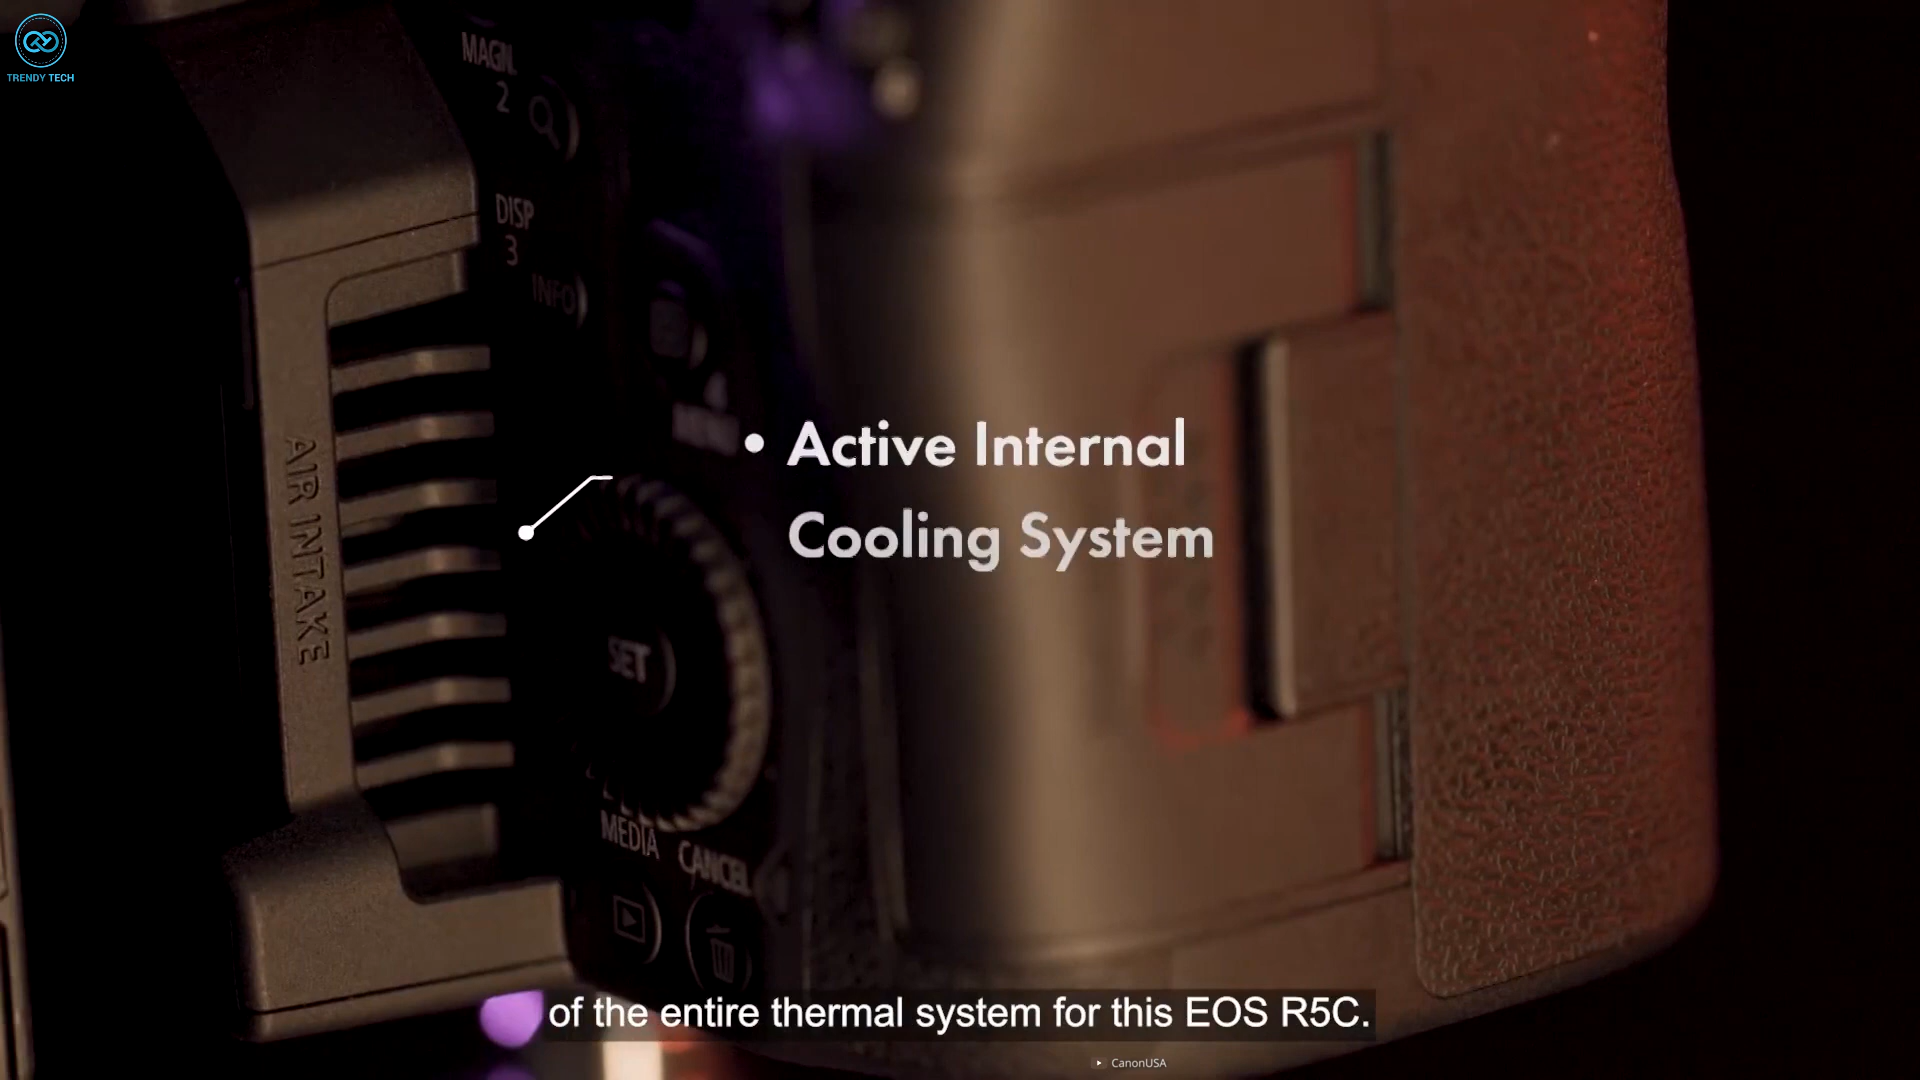 TRENDY TECH
MAGN.
2
DISP
3
INFO
• Active Internal
Cooling System
AIR INTAKE
SET
MEDIA
CANCEL
of the entire thermal system for this EOS R5C.
CanonUSA